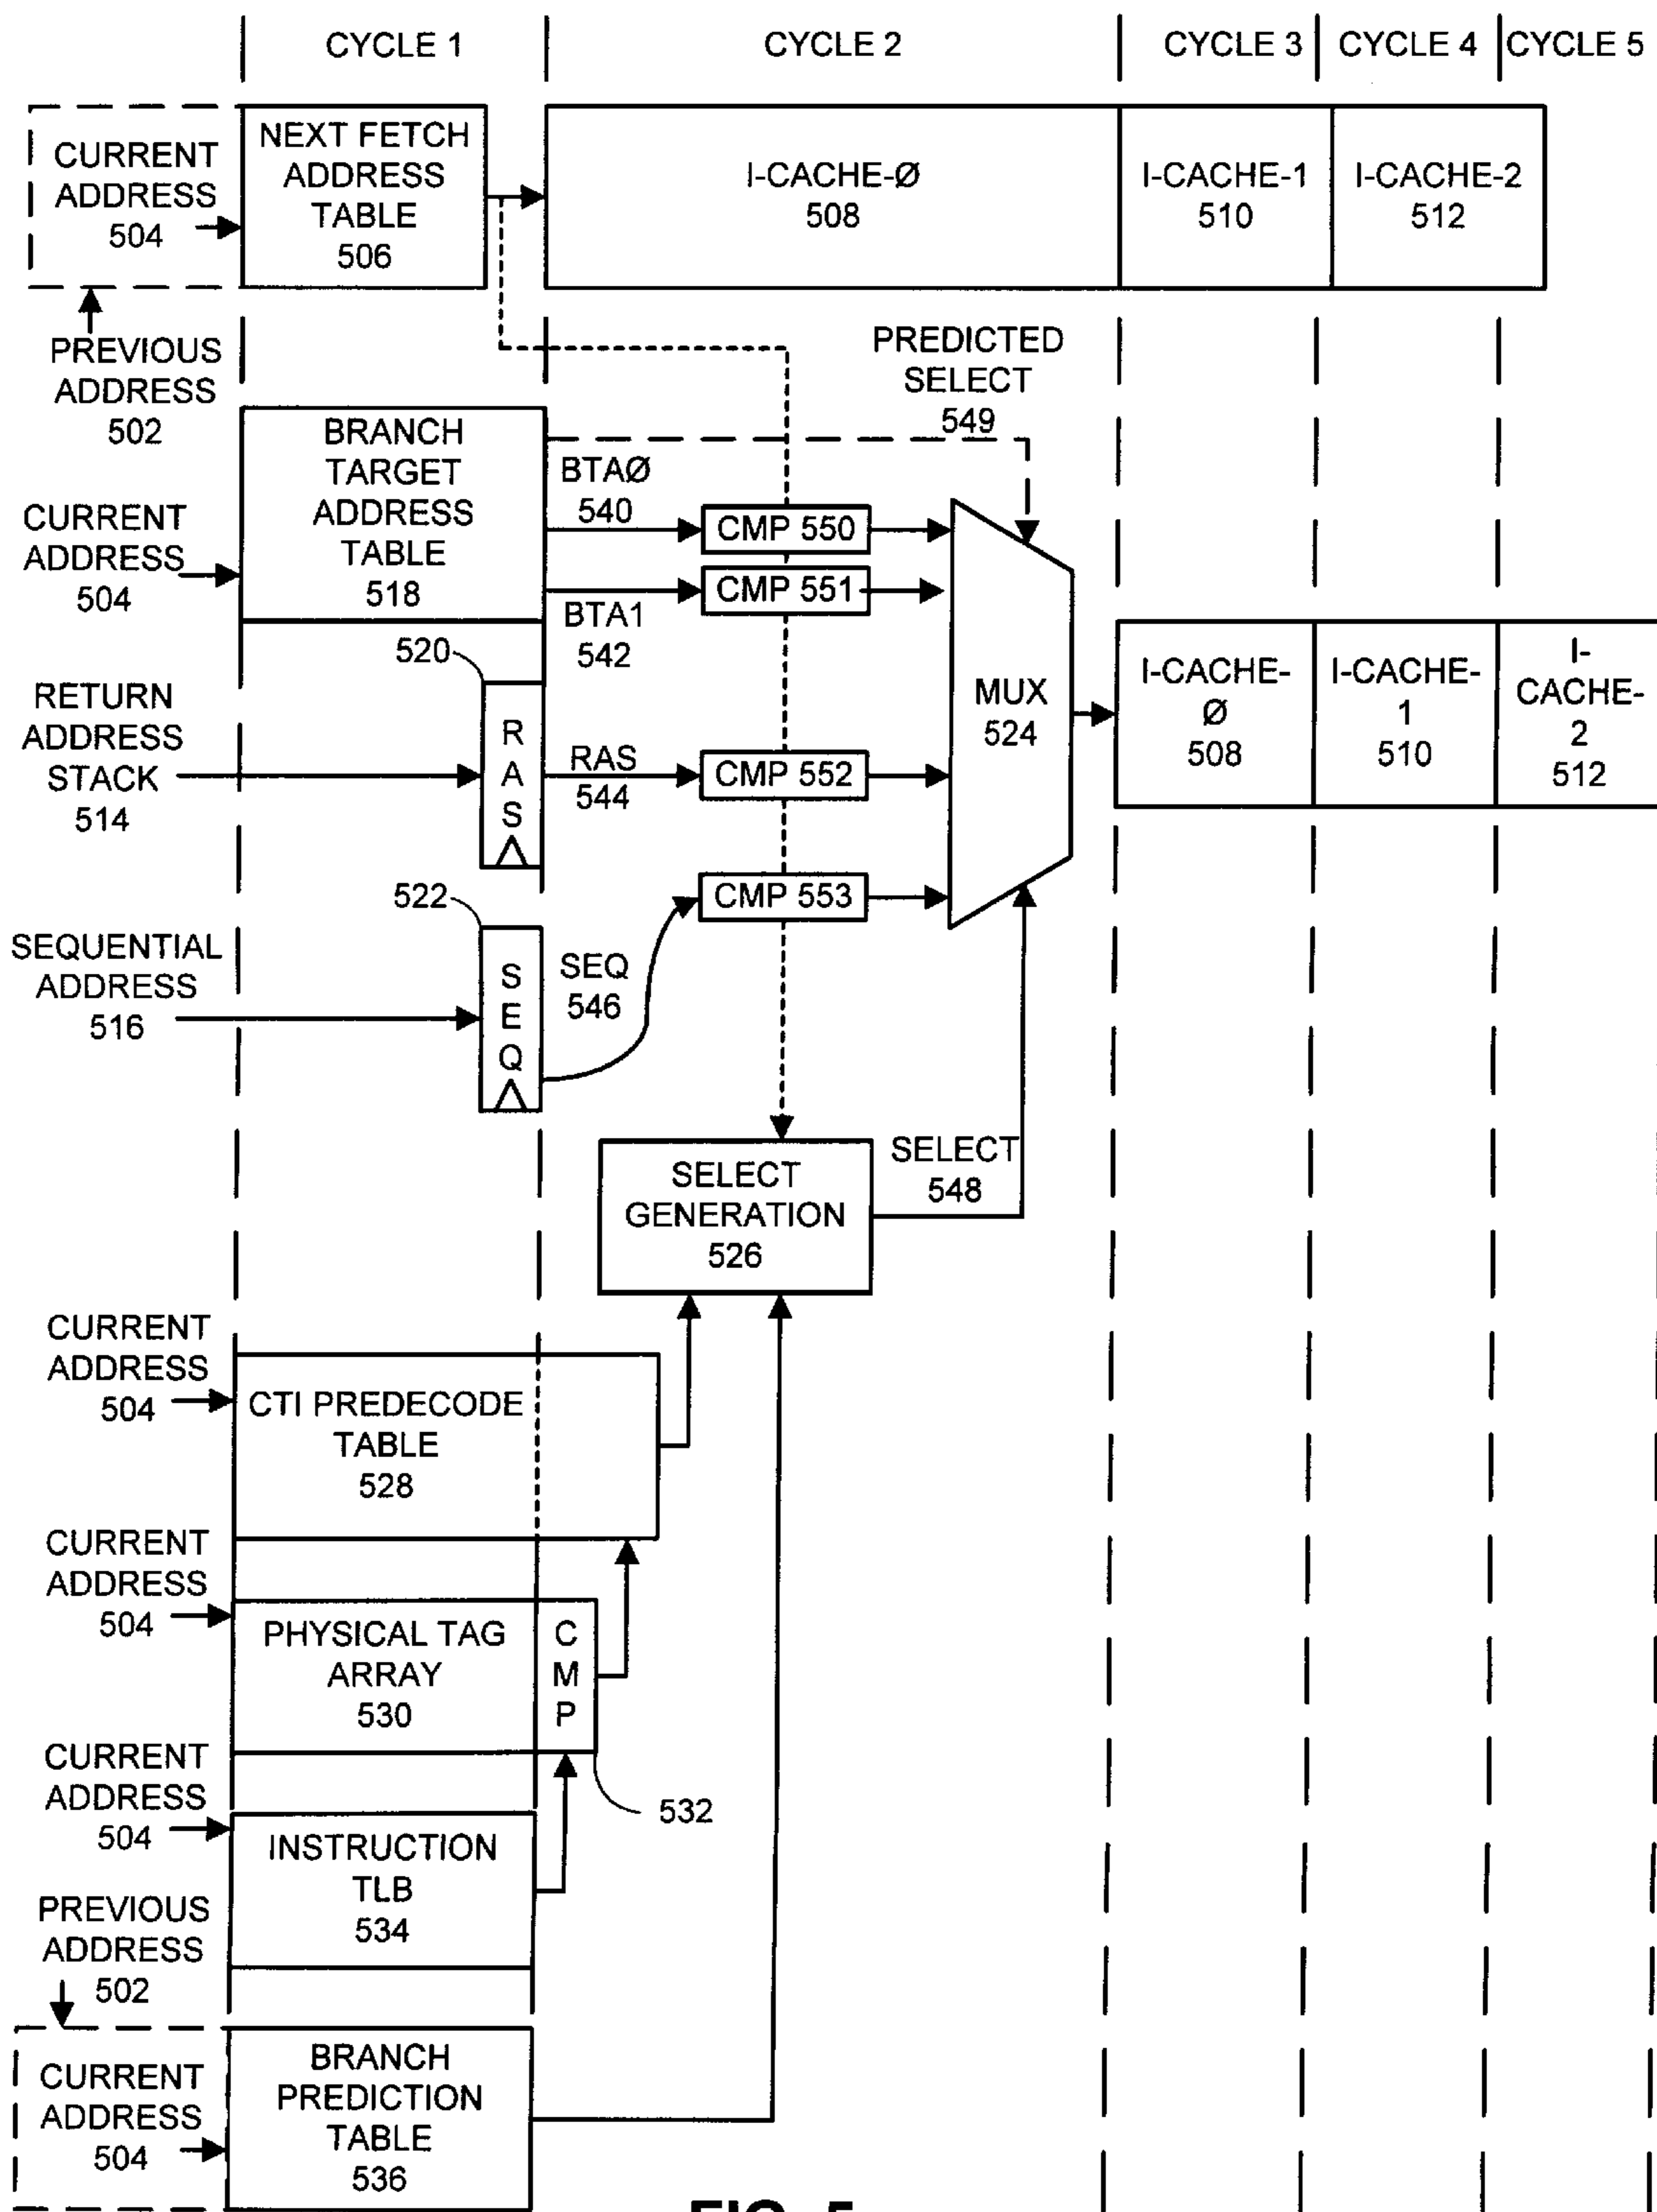 CYCLE 1
CYCLE 2
CYCLE 3
CYCLE 4
CYCLE 5
CURRENT
ADDRESS
504
NEXT FETCH
ADDRESS
TABLE
506
I-CACHE-Ø
508
I-CACHE-1
510
I-CACHE-2
512
PREVIOUS
ADDRESS
502
PREDICTED
SELECT
549
BRANCH
TARGET
ADDRESS
TABLE
518
CURRENT
ADDRESS
504
BTAØ
540
CMP 550
CMP 551
BTA1
542
520
RETURN
ADDRESS
STACK
514
R
A
S
RAS
544
CMP 552
MUX
524
I-CACHE-
Ø
508
I-CACHE-
1
510
I-
CACHE-
2
512
CMP 553
522
SEQUENTIAL
ADDRESS
516
S
E
Q
SEQ
546
SELECT
GENERATION
526
SELECT
548
CURRENT
ADDRESS
504
CTI PREDECODE
TABLE
528
CURRENT
ADDRESS
504
PHYSICAL TAG
ARRAY
530
C
M
P
532
CURRENT
ADDRESS
504
INSTRUCTION
TLB
534
PREVIOUS
ADDRESS
502
CURRENT
ADDRESS
504
BRANCH
PREDICTION
TABLE
536
FIG. 5